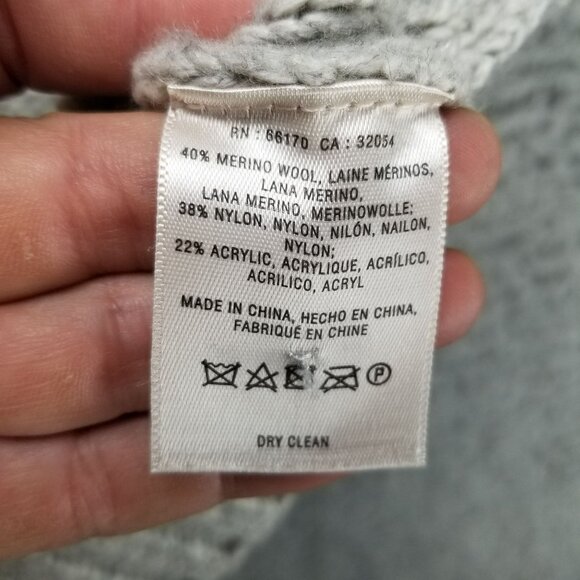 RN : 66170 CA : 32054
40% MERINO WOOL, LAINE MÉRINOS,
LANA MERINO,
LANA MERINO, MERINOWOLLE;
38% NYLON, NYLON, NILÓN, NAILON,
NYLON;
22% ACRYLIC, ACRYLIQUE, ACRÍLICO,
ACRILICO, ACRYL
MADE IN CHINA, HECHO EN CHINA,
FABRIQUÉ EN CHINE
P
DRY CLEAN